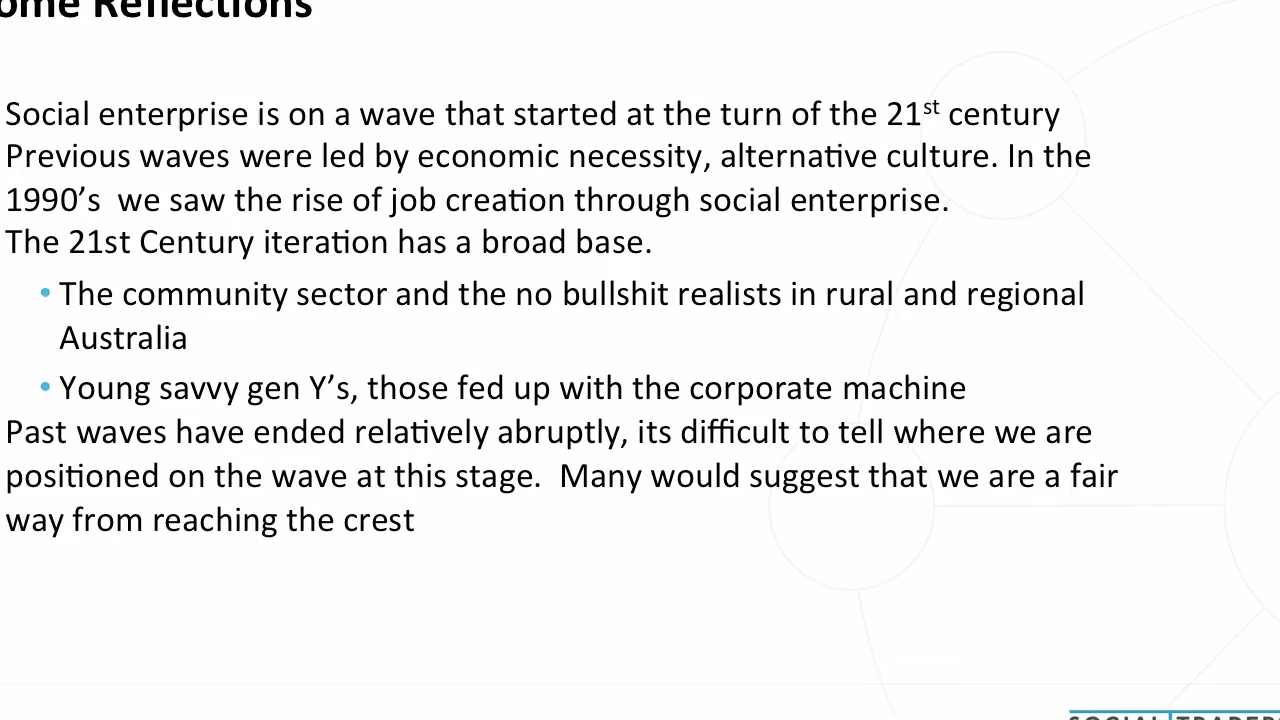 ome Reflections
Social enterprise is on a wave that started at the turn of the 21st century
Previous waves were led by economic necessity, alternative culture. In the
1990’s  we saw the rise of job creation through social enterprise.
The 21st Century iteration has a broad base.
• The community sector and the no bullshit realists in rural and regional
Australia
• Young savvy gen Y’s, those fed up with the corporate machine
Past waves have ended relatively abruptly, its difficult to tell where we are
positioned on the wave at this stage.  Many would suggest that we are a fair
way from reaching the crest
SOCIAL TRADER